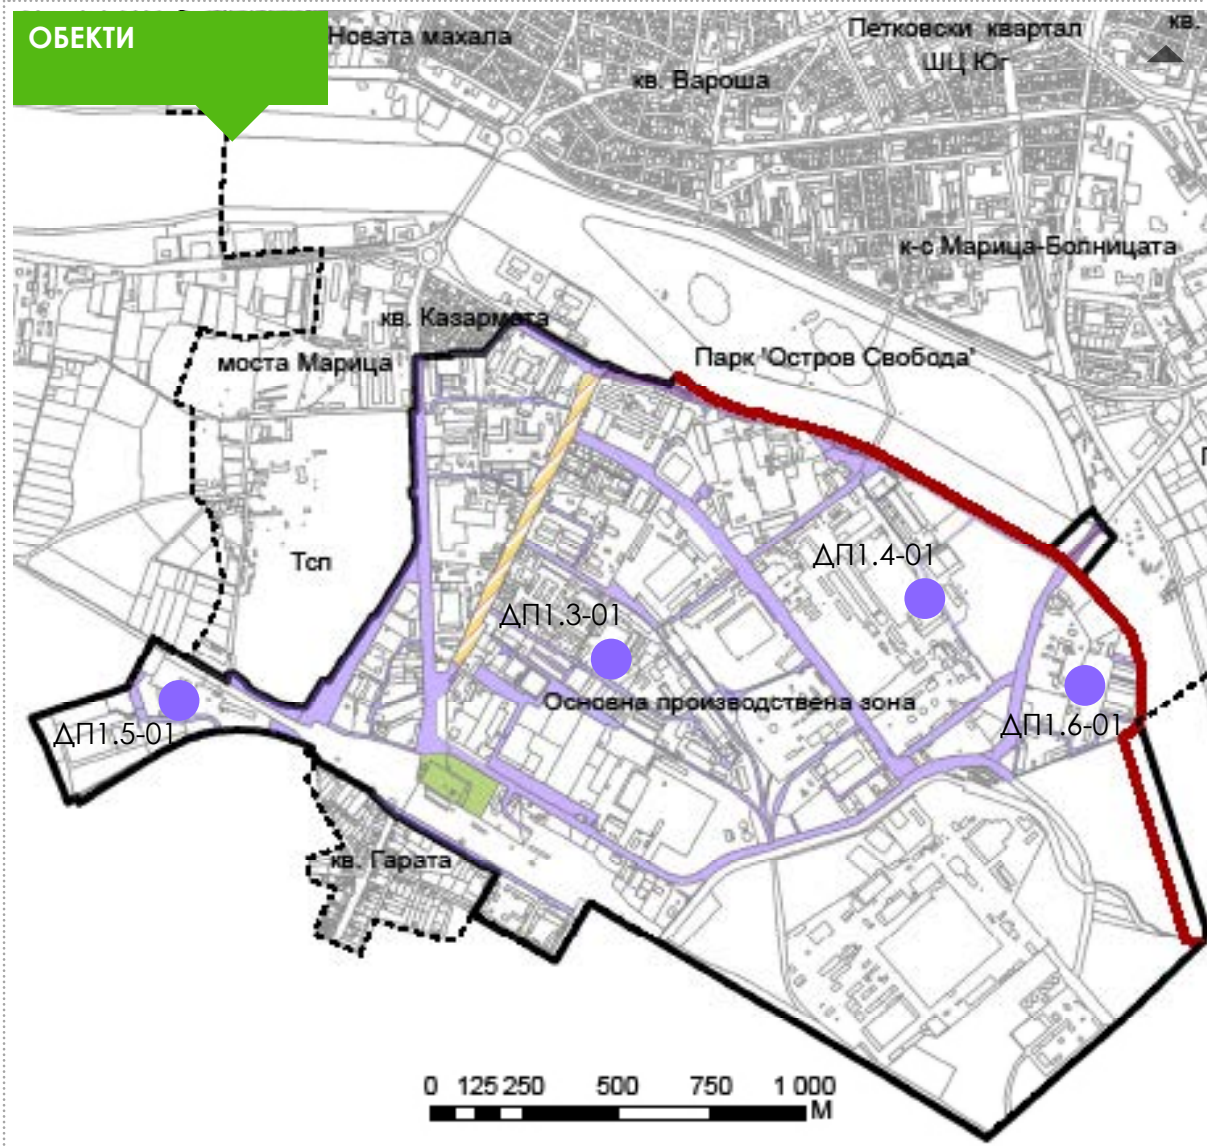 ОБЕКТИ
Новата махала
Петковски квартал
кв.
ШЦ Юг
кв. Вароша
к-с Марица-Болницата
кв. Казармата
моста Марица
Парк 'Остров Свобода'
Тсп
ДП1.4-01
ДП1.3-01
Основна производствена зона
ДП1.5-01
ДП1.6-01
кв. Гарата
0 125 250 500 750 1 000
М